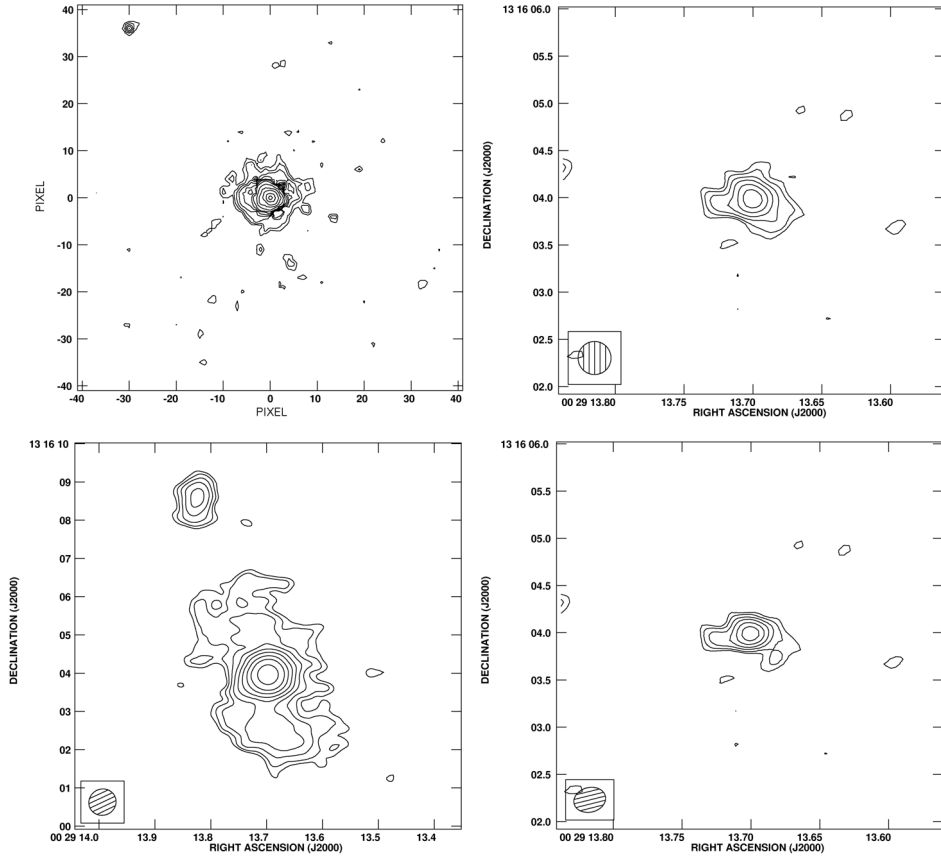 40
30
20
10
0
-10
-20
-30
-40
PIXEL
-40 -30 -20 -10 0 10 20 30 40
PIXEL
13 16 06.0
05.5
05.0
04.5
04.0
03.5
03.0
02.5
02.0
DECLINATION (J2000)
00 29 13.80 13.75 13.70 13.65 13.60
RIGHT ASCENSION (J2000)
13 16 10
09
08
07
06
05
04
03
02
01
00
DECLINATION (J2000)
00 29 14.0 13.9 13.8 13.7 13.6 13.5 13.4
RIGHT ASCENSION (J2000)
13 16 06.0
05.5
05.0
04.5
04.0
03.5
03.0
02.5
02.0
DECLINATION (J2000)
00 29 13.80 13.75 13.70 13.65 13.60
RIGHT ASCENSION (J2000)